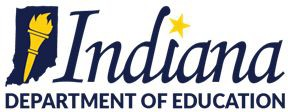 Indiana
DEPARTMENT OF EDUCATION